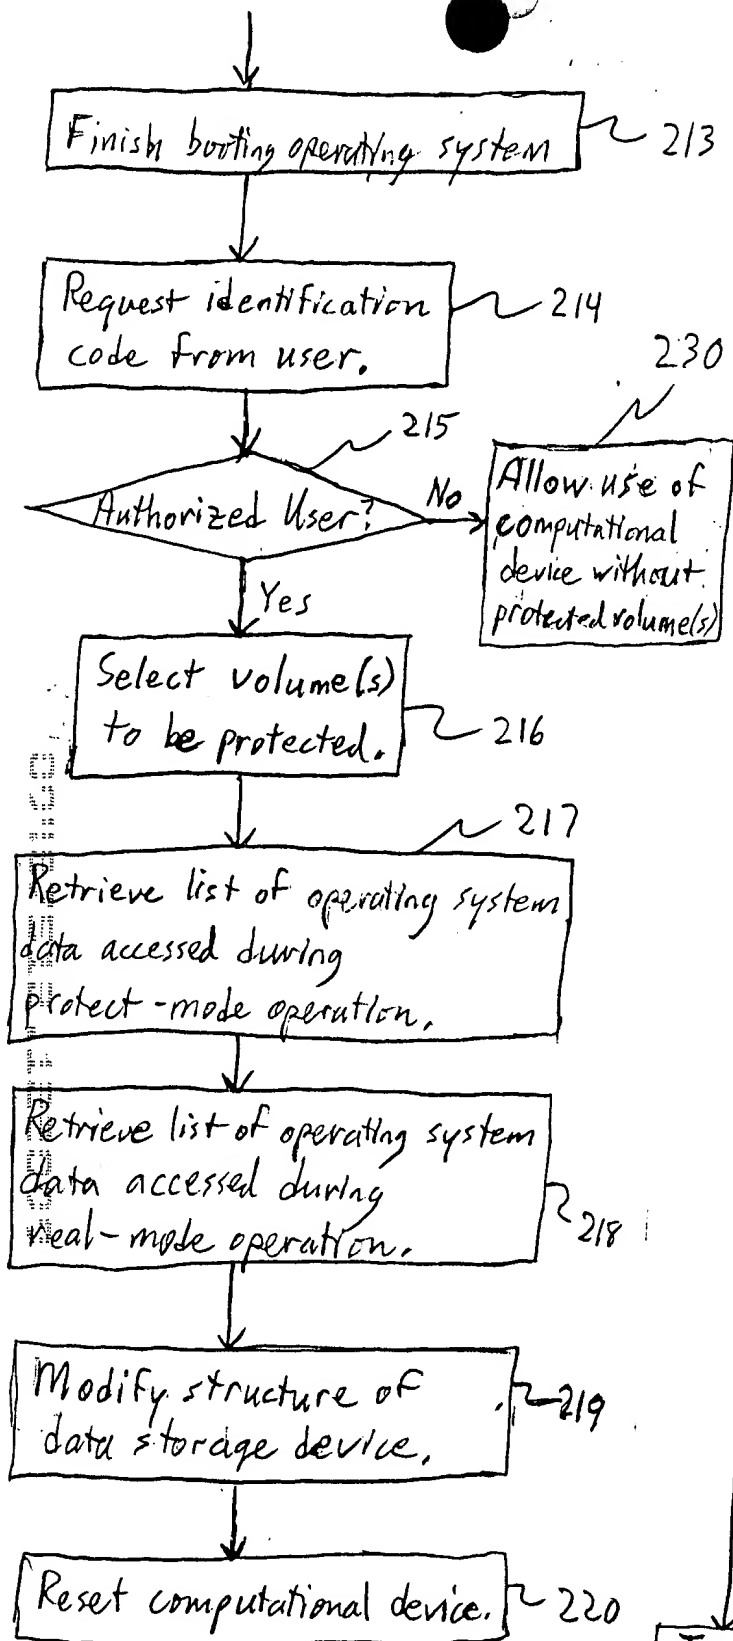 Finish booting operating system
213
Request identification
code from user.
214
215
Authorized User?
No
230
Allow use of
computational
device without
protected volume(s)
Yes
Select volume(s)
to be protected.
216
217
Retrieve list of operating system
data accessed during
protect-mode operation.
Retrieve list of operating system
data accessed during
real-mode operation.
218
Modify structure of
data storage device.
219
Reset computational device.
220